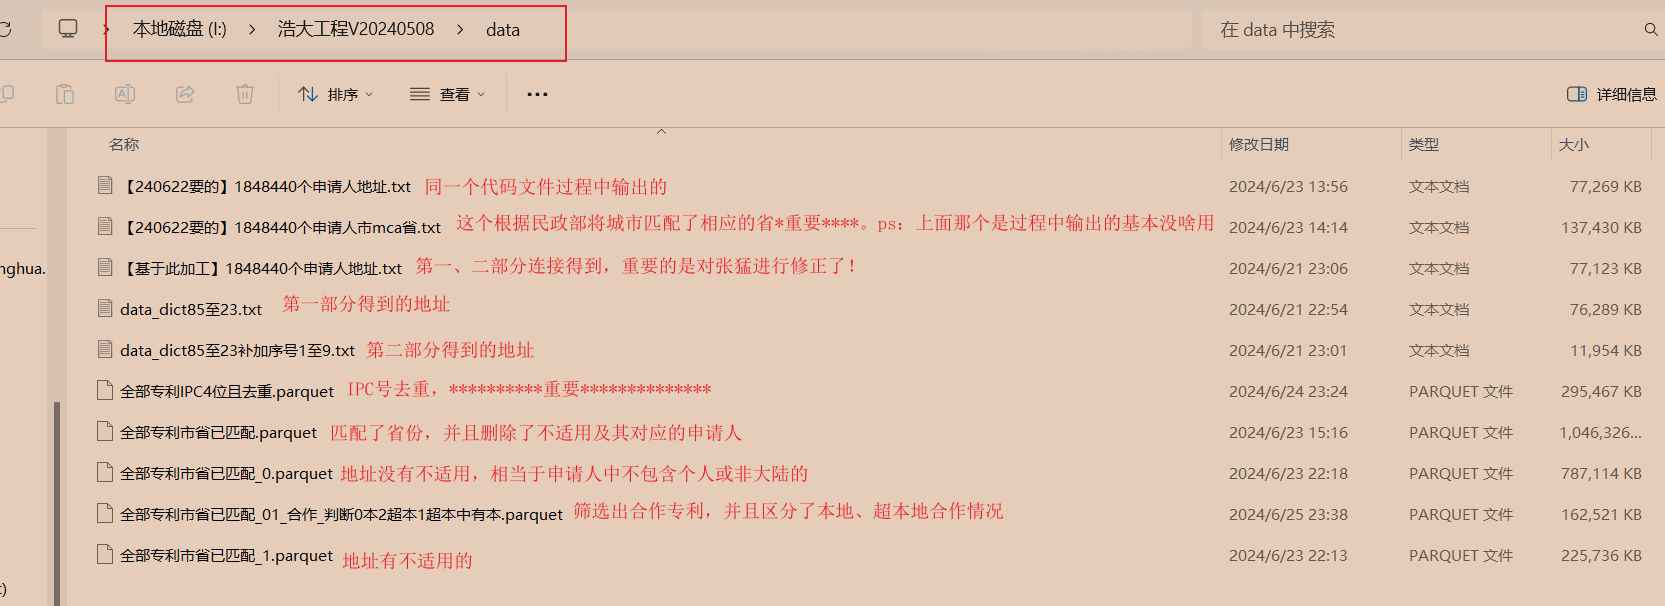 本地磁盘 (I:) > 浩大工程V20240508 > data
在 data 中搜索
排序 查看 ••• 详细信息
名称 修改日期 类型 大小
【240622要的】1848440个申请人地址.txt 同一个代码文件过程中输出的 2024/6/23 13:56 文本文档 77,269 KB
【240622要的】1848440个申请人市mca省.txt 这个根据民政部将城市匹配了相应的省*重要****。ps：上面那个是过程中输出的基本没啥用 2024/6/23 14:14 文本文档 137,430 KB
【基于此加工】1848440个申请人地址.txt 第一、二部分连接得到，重要的是对张猛进行修正了！ 2024/6/21 23:06 文本文档 77,123 KB
nghua.
data_dict85至23.txt 第一部分得到的地址 2024/6/21 22:54 文本文档 76,289 KB
data_dict85至23补加序号1至9.txt 第二部分得到的地址 2024/6/21 23:01 文本文档 11,954 KB
全部专利IPC4位且去重.parquet IPC号去重，**********重要************** 2024/6/24 23:24 PARQUET 文件 295,467 KB
全部专利市省已匹配.parquet 匹配了省份，并且删除了不适用及其对应的申请人 2024/6/23 15:16 PARQUET 文件 1,046,326...
全部专利市省已匹配_0.parquet 地址没有不适用，相当于申请人中不包含个人或非大陆的 2024/6/23 22:18 PARQUET 文件 787,114 KB
全部专利市省已匹配_01_合作_判断0本2超本1超本中有本.parquet 筛选出合作专利，并且区分了本地、超本地合作情况 2024/6/25 23:38 PARQUET 文件 162,521 KB
全部专利市省已匹配_1.parquet 地址有不适用的 2024/6/23 22:13 PARQUET 文件 225,736 KB